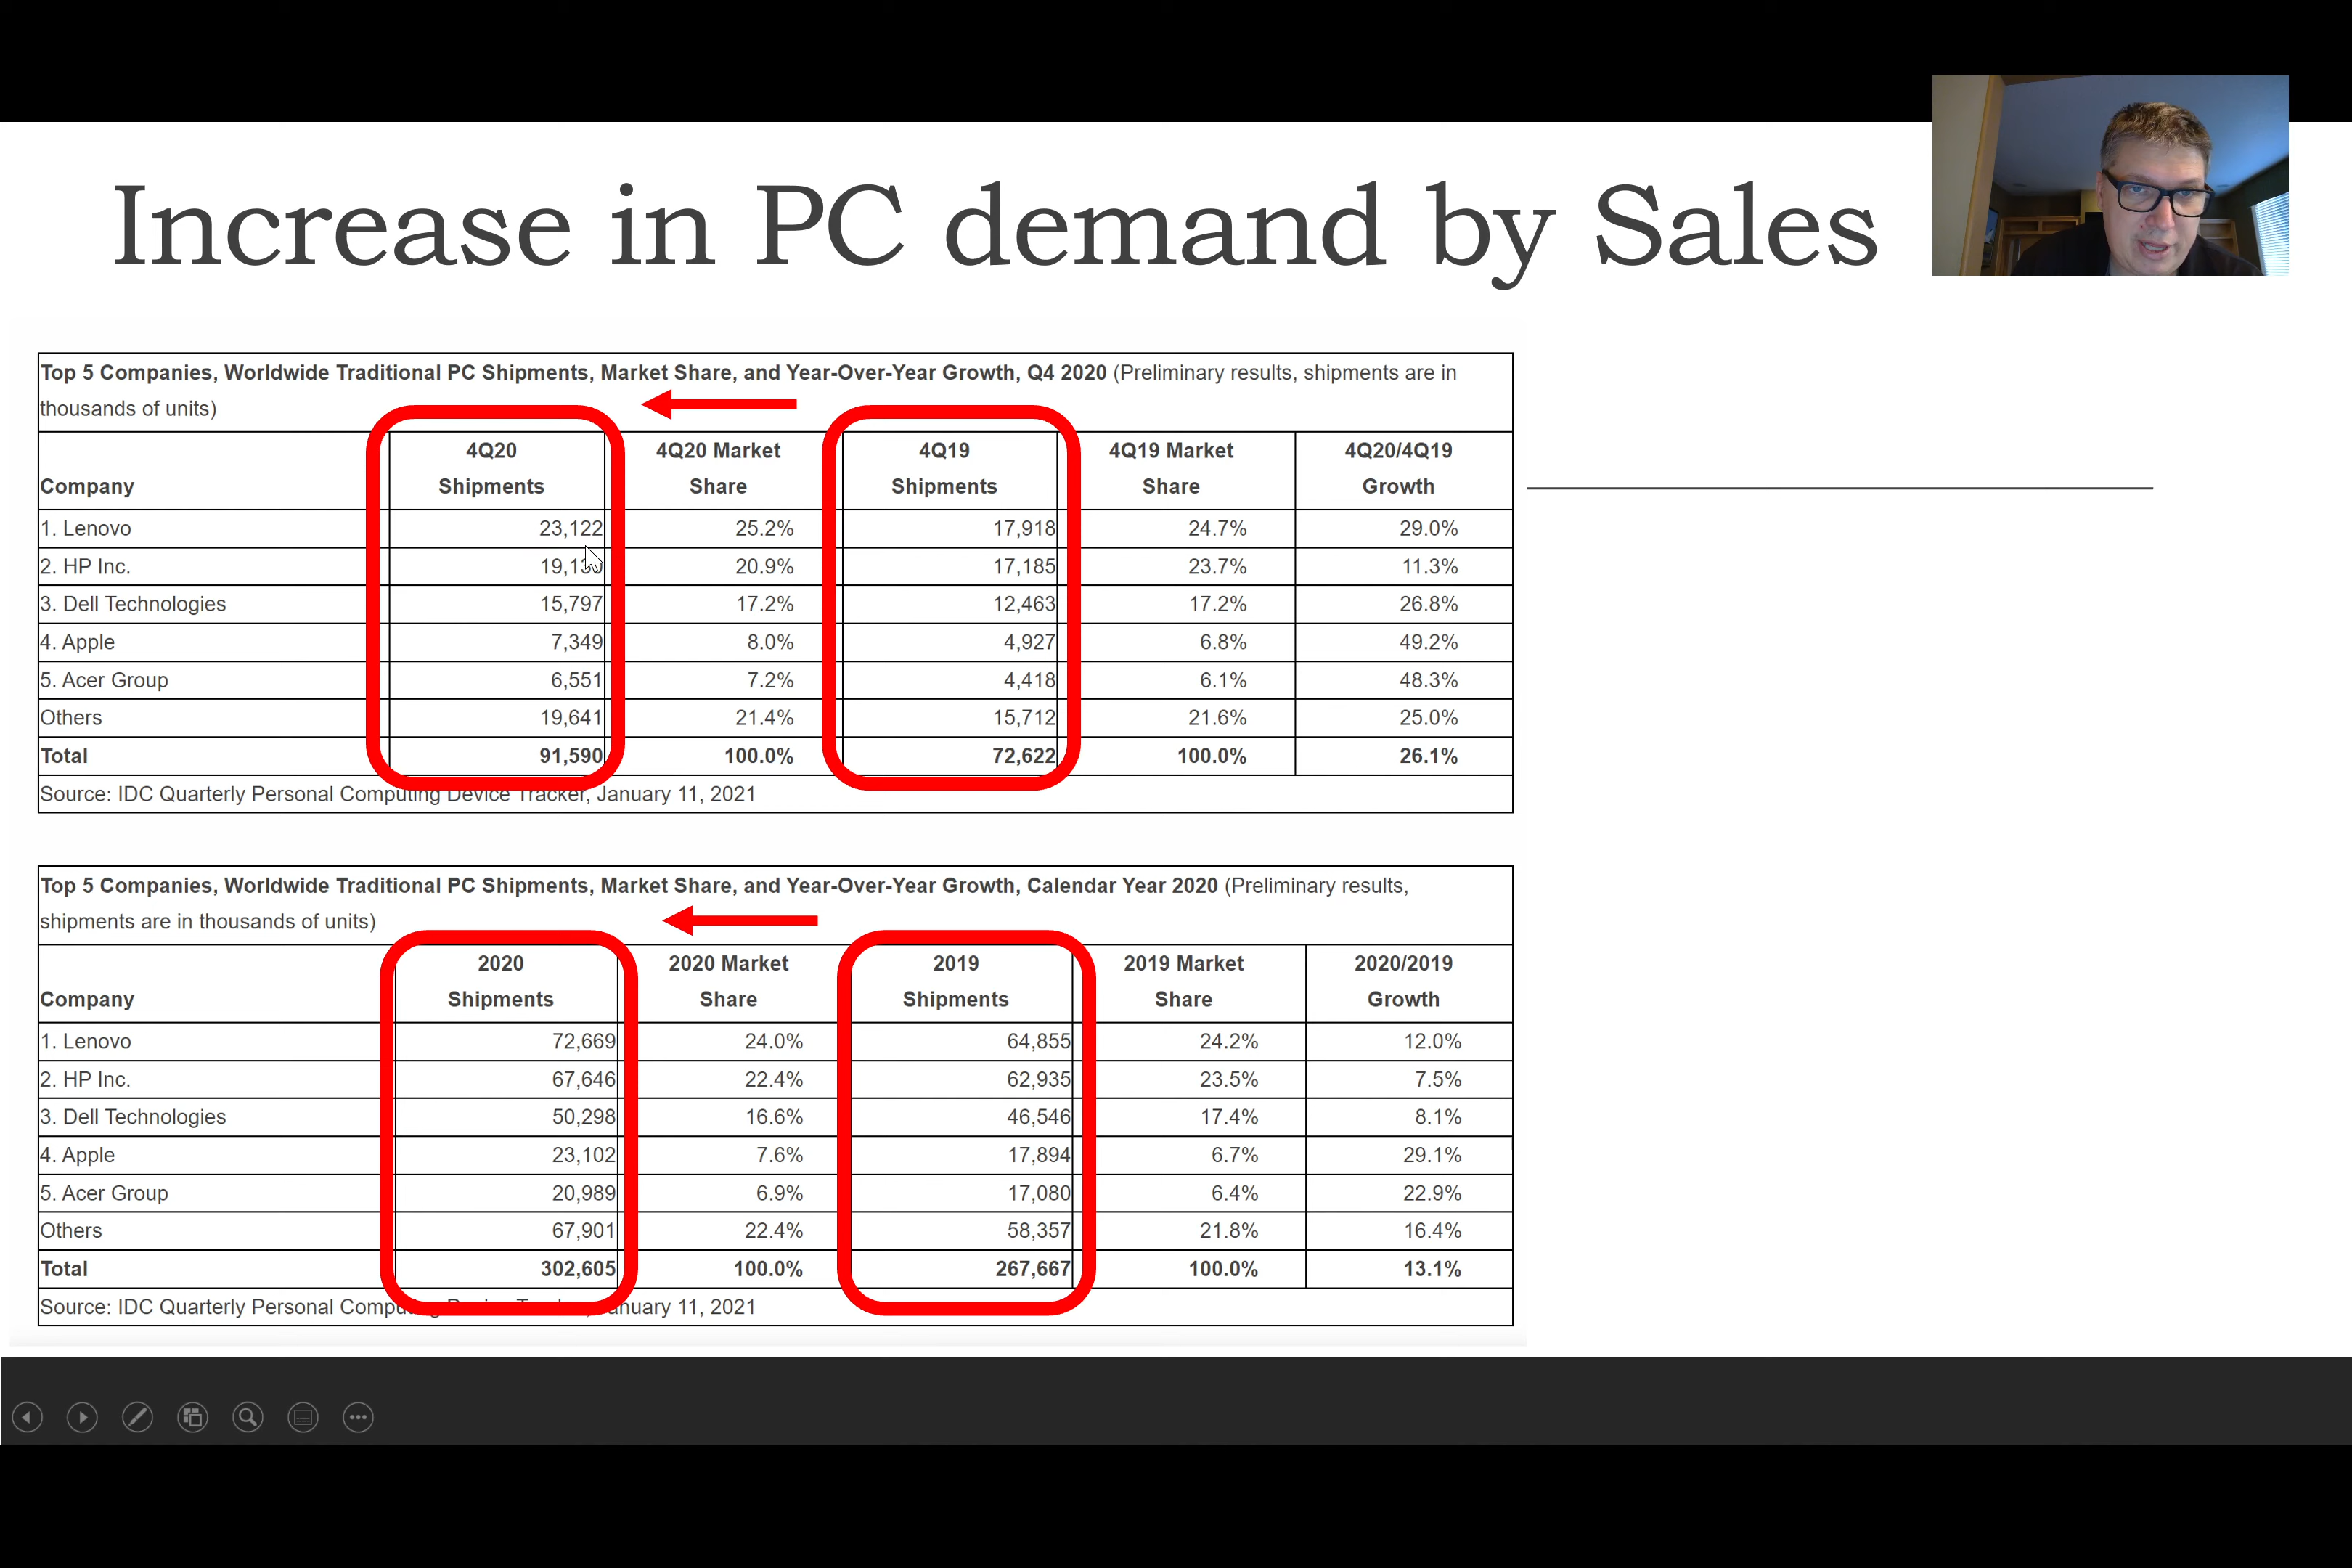 Increase in PC demand by Sales
Top 5 Companies, Worldwide Traditional PC Shipments, Market Share, and Year-Over-Year Growth, Q4 2020 (Preliminary results, shipments are in
thousands of units)
Company 4Q20 Shipments 4Q20 Market Share 4Q19 Shipments 4Q19 Market Share 4Q20/4Q19 Growth
1. Lenovo 23,122 25.2% 17,918 24.7% 29.0%
2. HP Inc. 20.9% 17,185 23.7% 11.3%
3. Dell Technologies 15,797 17.2% 12,463 17.2% 26.8%
4. Apple 7,349 8.0% 4,927 6.8% 49.2%
5. Acer Group 6,551 7.2% 4,418 6.1% 48.3%
Others 19,641 21.4% 15,712 21.6% 25.0%
Total 91,590 100.0% 72,622 100.0% 26.1%
Source: IDC Quarterly Personal Computing Device Tracker, January 11, 2021
Top 5 Companies, Worldwide Traditional PC Shipments, Market Share, and Year-Over-Year Growth, Calendar Year 2020 (Preliminary results,
shipments are in thousands of units)
Company 2020 Shipments 2020 Market Share 2019 Shipments 2019 Market Share 2020/2019 Growth
1. Lenovo 72,669 24.0% 64,855 24.2% 12.0%
2. HP Inc. 67,646 22.4% 62,935 23.5% 7.5%
3. Dell Technologies 50,298 16.6% 46,546 17.4% 8.1%
4. Apple 23,102 7.6% 17,894 6.7% 29.1%
5. Acer Group 20,989 6.9% 17,080 6.4% 22.9%
Others 67,901 22.4% 58,357 21.8% 16.4%
Total 302,605 100.0% 267,667 100.0% 13.1%
Source: IDC Quarterly Personal Computing Device Tracker, January 11, 2021